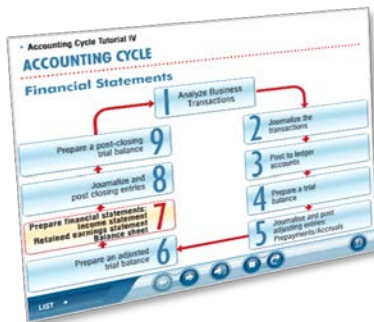 Accounting Cycle Tutorial IV
ACCOUNTING CYCLE
Financial Statements
1 Analyze Business
Transactions
2 Journalize the
transactions
3 Post to ledger
accounts
4 Prepare a trial
balance
5 Journalize and post
adjusting entries:
Prepayments/Accruals
6 Prepare an adjusted
trial balance
7 Prepare financial statements:
income statement
Retained earnings statement
Balance sheet
8 Journalize and
post closing entries
9 Prepare a post-closing
trial balance
LIST